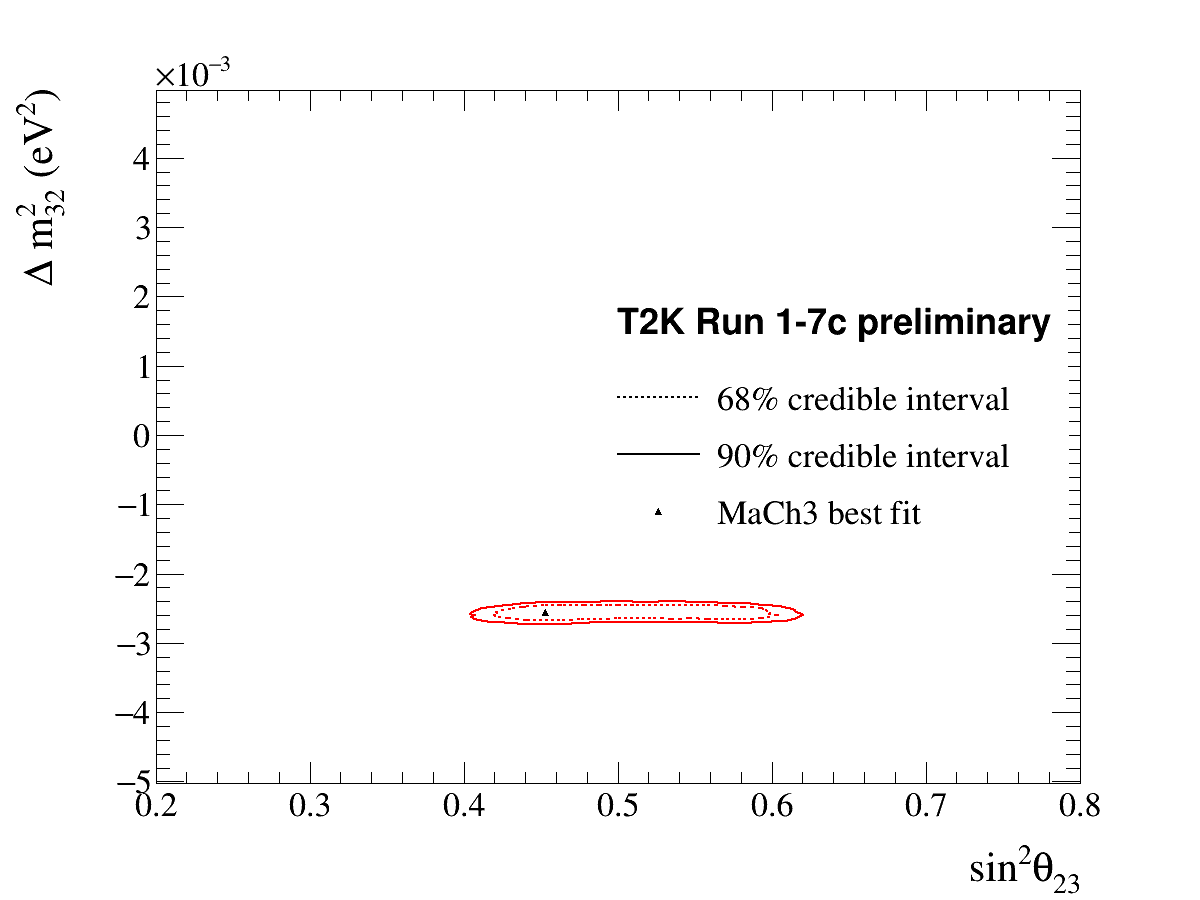 ×10⁻³
Δ m²₃₂ (eV²)
4
3
2
1
0
−1
−2
−3
−4
−5
T2K Run 1-7c preliminary
68% credible interval
90% credible interval
MaCh3 best fit
0.2 0.3 0.4 0.5 0.6 0.7 0.8
sin²θ₂₃